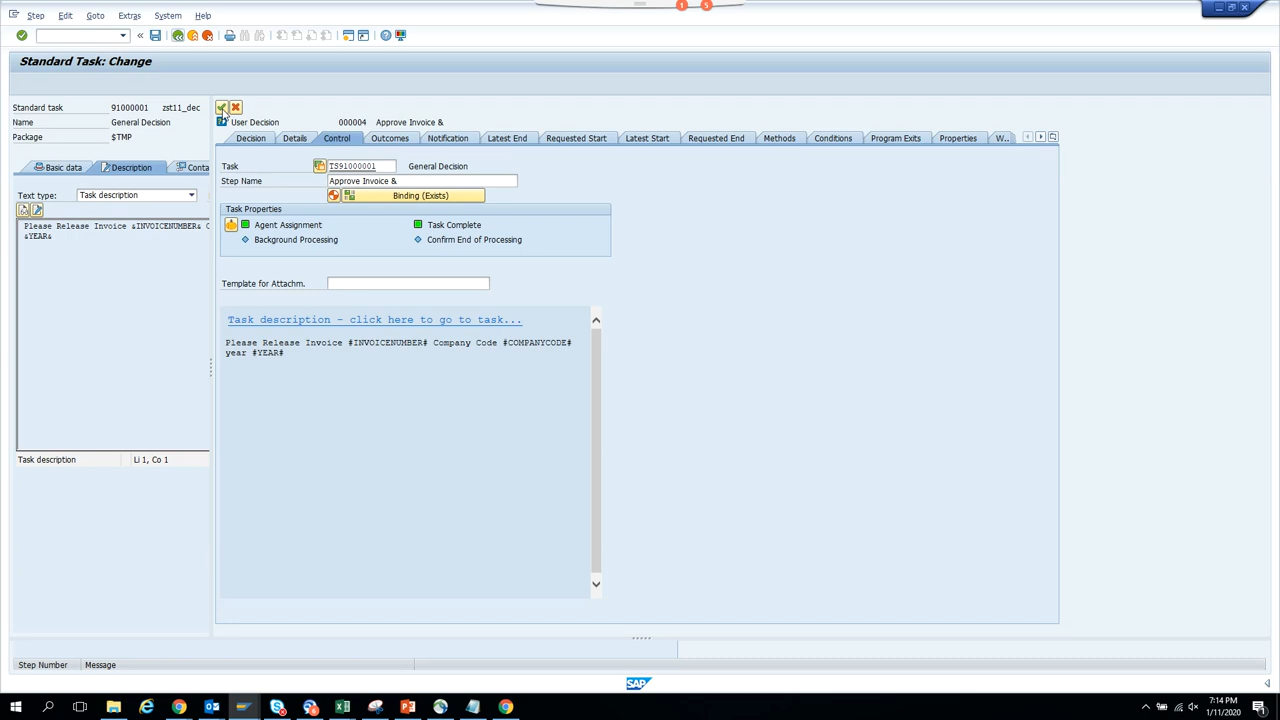 1 5
Step Edit Goto Extras System Help
Standard Task: Change
Standard task 91000001 zst11_dec
Name General Decision
Package $TMP
User Decision 000004 Approve Invoice &
Basic data Description Conta
Decision Details Control Outcomes Notification Latest End Requested Start Latest Start Requested End Methods Conditions Program Exits Properties W...
Text type: Task description
Please Release Invoice &INVOICENUMBER& C
&YEAR&
Task description Li 1, Co 1
Task TS91000001 General Decision
Step Name Approve Invoice &
Binding (Exists)
Task Properties
Agent Assignment Task Complete
Background Processing Confirm End of Processing
Template for Attachm.
Task description - click here to go to task...
Please Release Invoice #INVOICENUMBER# Company Code #COMPANYCODE#
year #YEAR#
Step Number Message
SAP
7:14 PM
1/11/2020